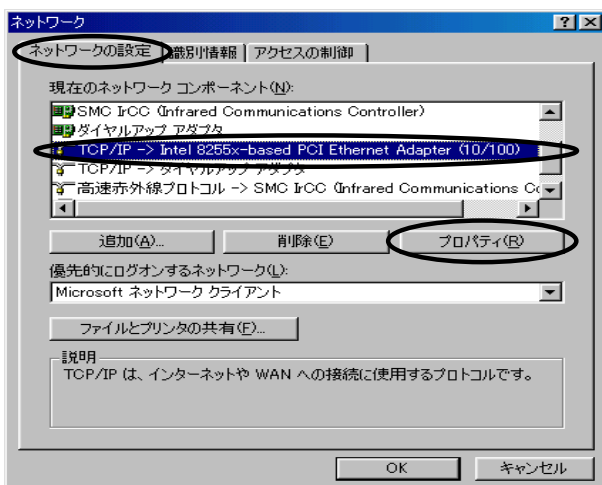 ネットワーク
ネットワークの設定 識別情報 アクセスの制御
現在のネットワーク コンポーネント(N):
SMC IrCC (Infrared Communications Controller)
ダイヤルアップ アダプタ
TCP/IP -> Intel 8255x-based PCI Ethernet Adapter (10/100)
TCP/IP -> ダイヤルアップ アダプタ
高速赤外線プロトコル -> SMC IrCC (Infrared Communications Co
追加(A)... 削除(E) プロパティ(R)
優先的にログオンするネットワーク(L):
Microsoft ネットワーク クライアント
ファイルとプリンタの共有(F)...
説明
TCP/IP は、インターネットや WAN への接続に使用するプロトコルです。
OK キャンセル